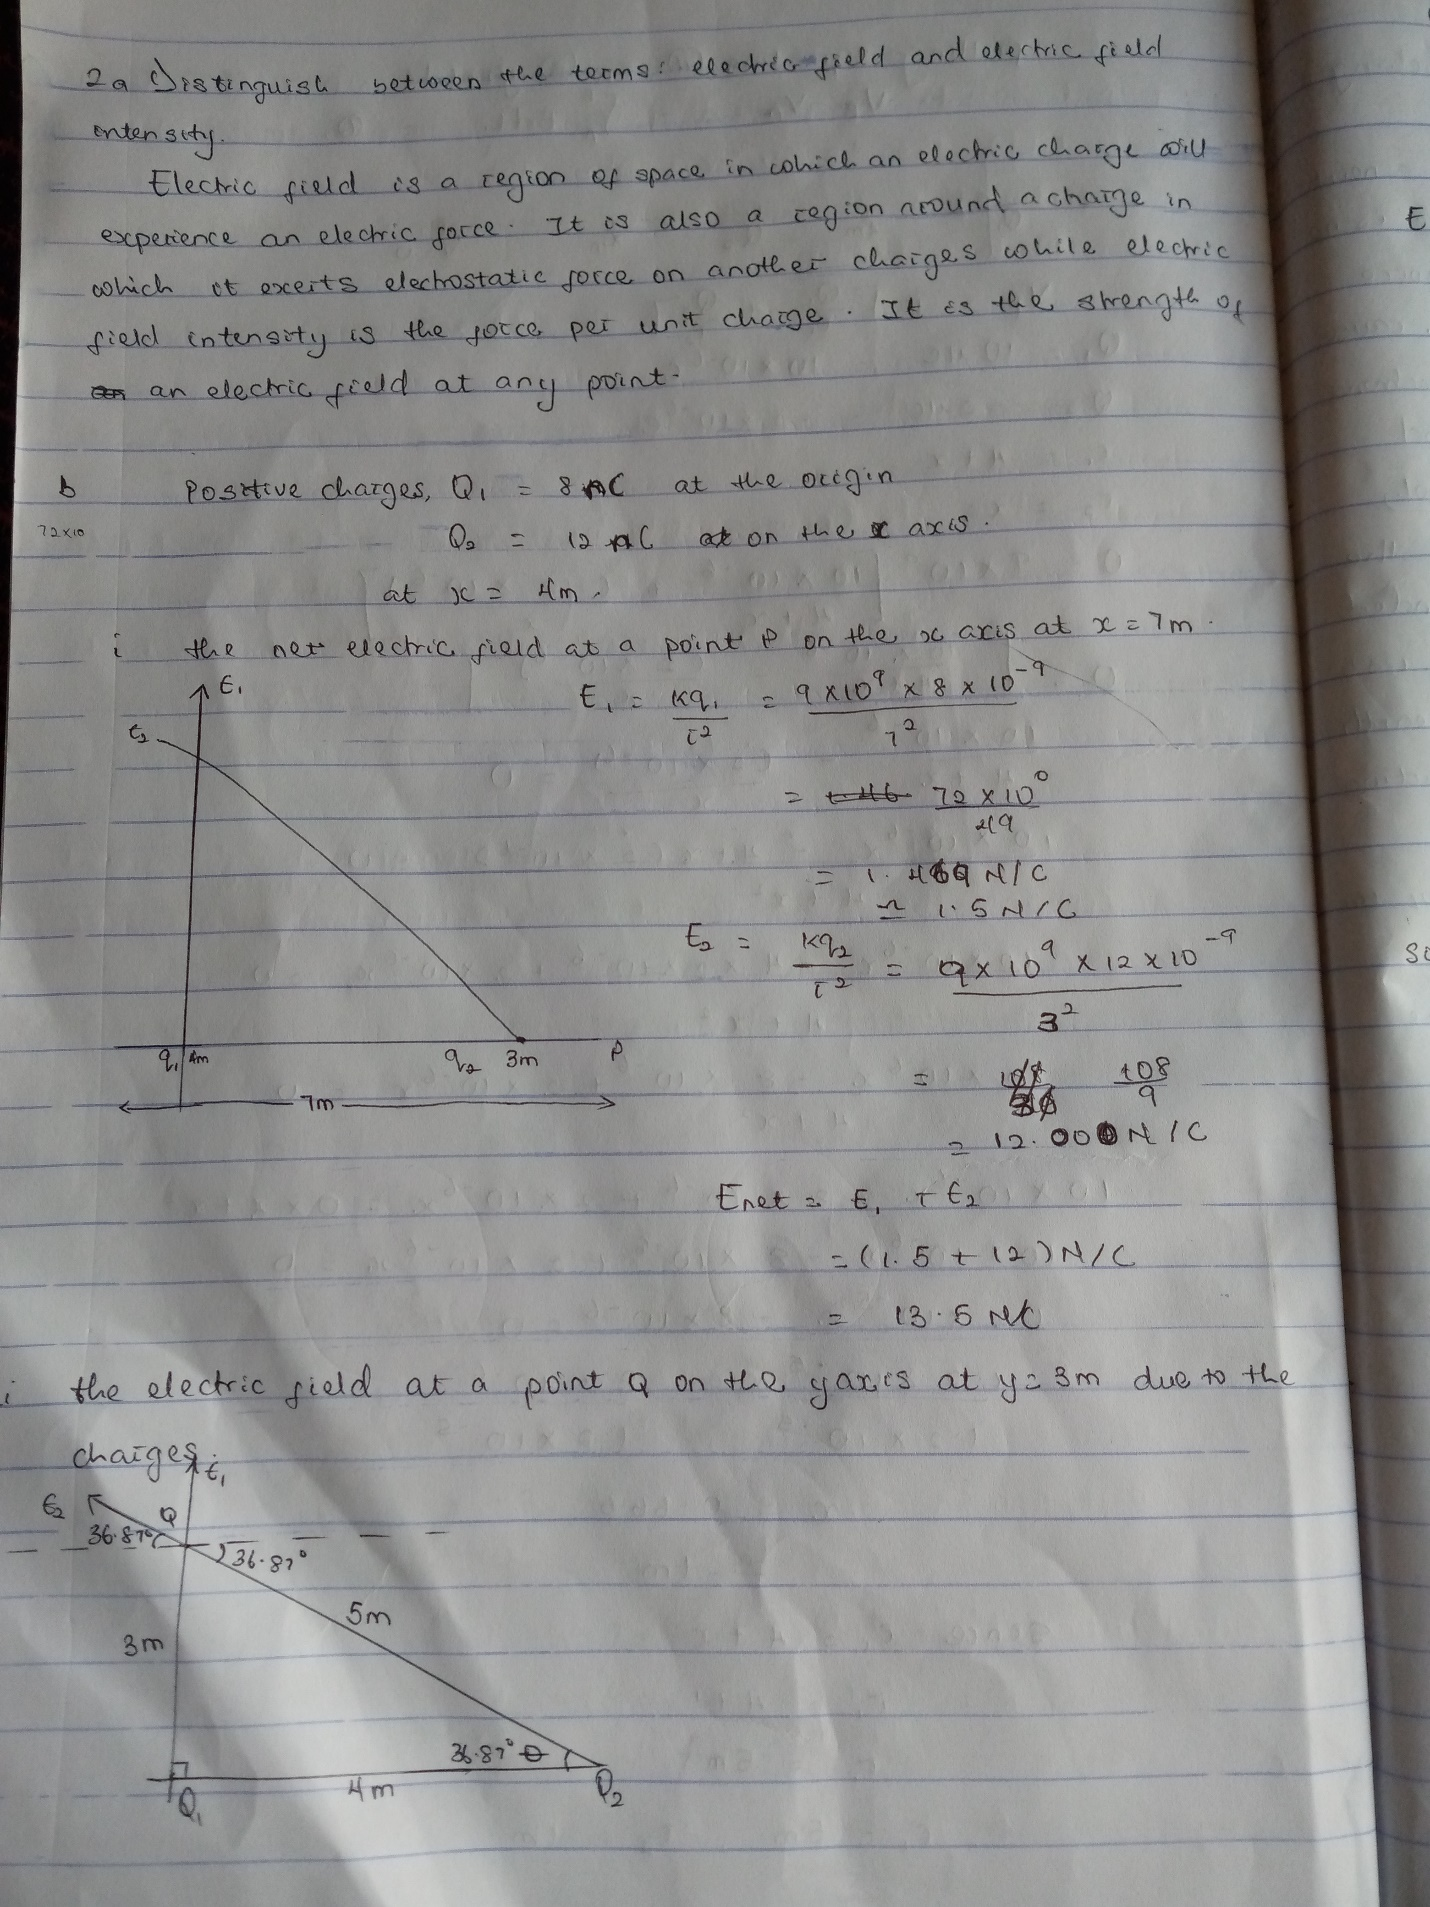 2a Distinguish between the terms: electric field and electric field
intensity.
Electric field is a region of space in which an electric charge will
experience an electric force. It is also a region around a charge in
which it exerts electrostatic force on another charges while electric
field intensity is the force per unit charge. It is the strength of
an electric field at any point.
b Positive charges, Q₁ = 8 nC at the origin
72x10
Q₂ = 12 nC on the x axis.
at x = 4m.
i the net electric field at a point P on the x axis at x = 7m.
E₁
E₁ = kq₁/r² = 9 x 10⁹ x 8 x 10⁻⁹ / 7²
E₂
= 72 x 10⁰ / 49
= 1.469 N/C
≃ 1.5 N/C
E₂ = kq₂/r² = 9 x 10⁹ x 12 x 10⁻⁹ / 3²
q₁ 4m q₂ 3m P
= 108/9
7m
= 12.000 N/C
Enet = E₁ + E₂
= (1.5 + 12) N/C
= 13.5 N/C
i the electric field at a point Q on the y axis at y = 3m due to the
charges
E₁
E₂ Q
36.87°
36.87°
5m
3m
36.87° θ
Q₁ 4m Q₂
E